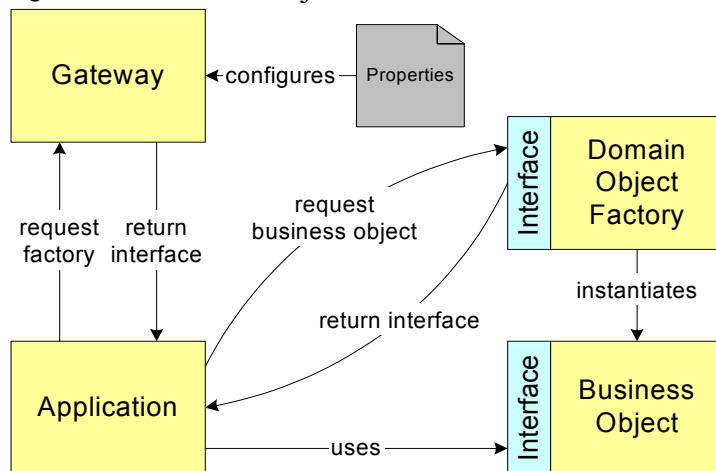 Gateway
configures
Properties
Interface
Domain
Object
Factory
request
factory
return
interface
request
business object
instantiates
return interface
Application
uses
Interface
Business
Object